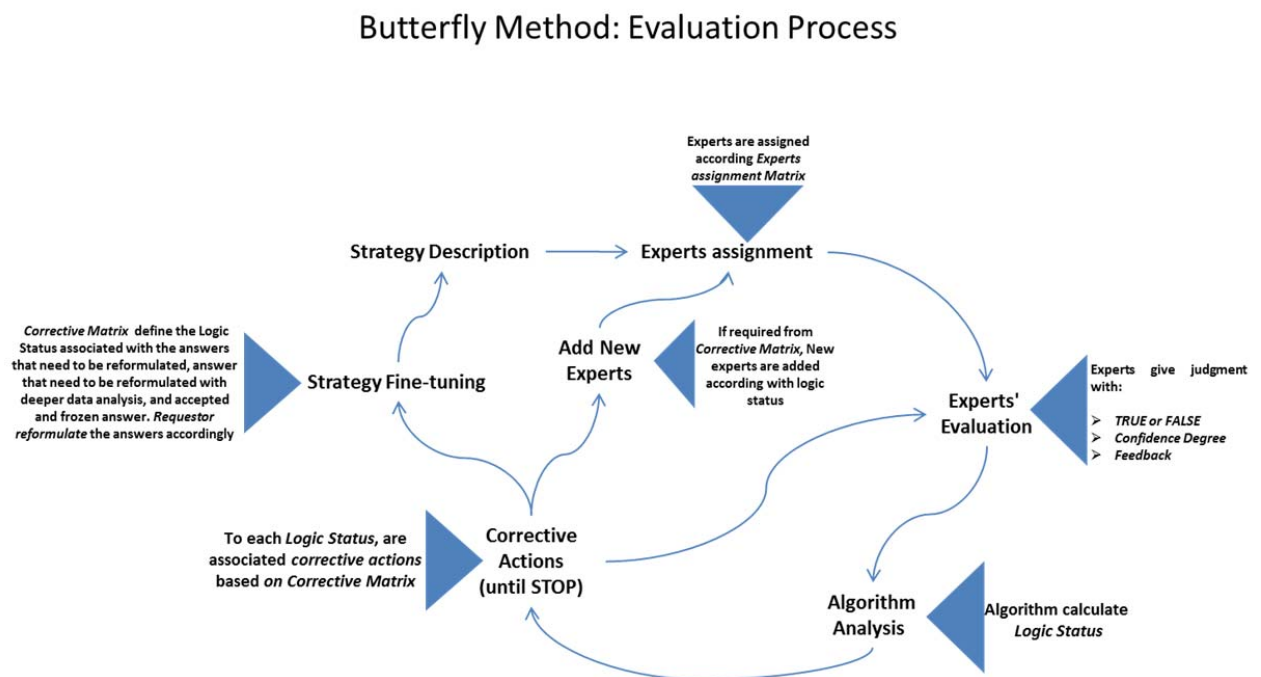 Butterfly Method: Evaluation Process
Experts are assigned
according Experts
assignment Matrix
Strategy Description
Experts assignment
Corrective Matrix define the Logic
Status associated with the answers
that need to be reformulated, answer
that need to be reformulated with
deeper data analysis, and accepted
and frozen answer. Requestor
reformulate the answers accordingly
Strategy Fine-tuning
Add New
Experts
If required from
Corrective Matrix, New
experts are added
according with logic
status
Experts'
Evaluation
Experts give judgment
with:
➢ TRUE or FALSE
➢ Confidence Degree
➢ Feedback
To each Logic Status, are
associated corrective actions
based on Corrective Matrix
Corrective
Actions
(until STOP)
Algorithm
Analysis
Algorithm calculate
Logic Status